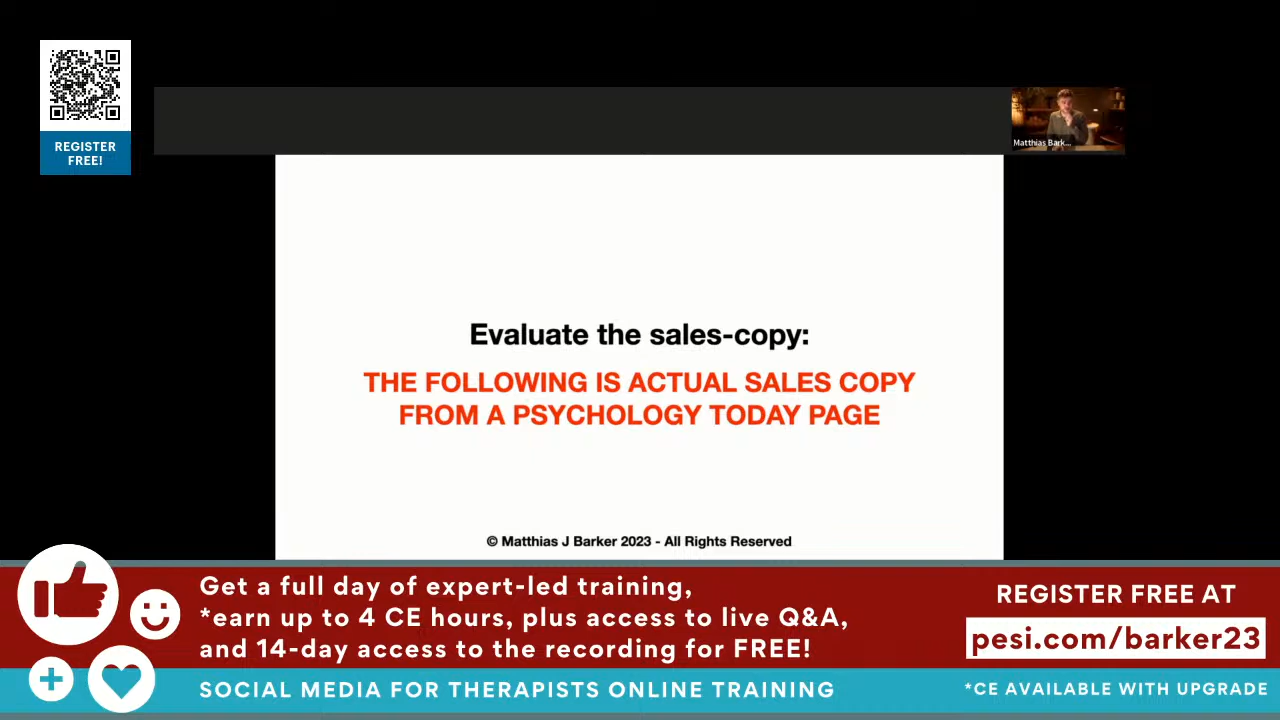 REGISTER
FREE!
Matthias Bark...
Evaluate the sales-copy:
THE FOLLOWING IS ACTUAL SALES COPY
FROM A PSYCHOLOGY TODAY PAGE
© Matthias J Barker 2023 - All Rights Reserved
Get a full day of expert-led training,
*earn up to 4 CE hours, plus access to live Q&A,
and 14-day access to the recording for FREE!
REGISTER FREE AT
pesi.com/barker23
SOCIAL MEDIA FOR THERAPISTS ONLINE TRAINING
*CE AVAILABLE WITH UPGRADE